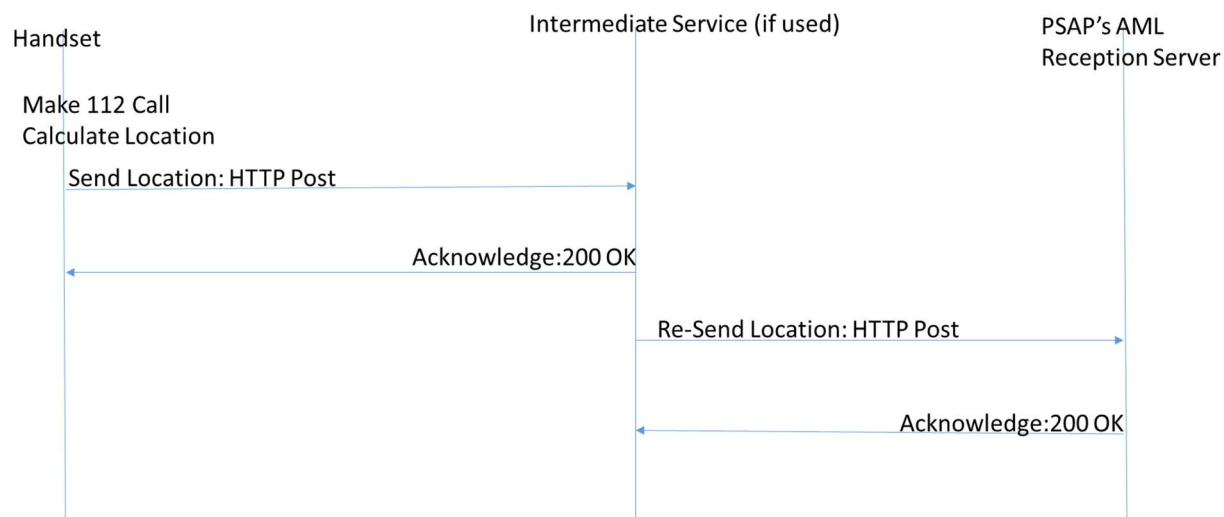 Handset
Intermediate Service (if used)
PSAP's AML
Reception Server
Make 112 Call
Calculate Location
Send Location: HTTP Post
Acknowledge:200 OK
Re-Send Location: HTTP Post
Acknowledge:200 OK